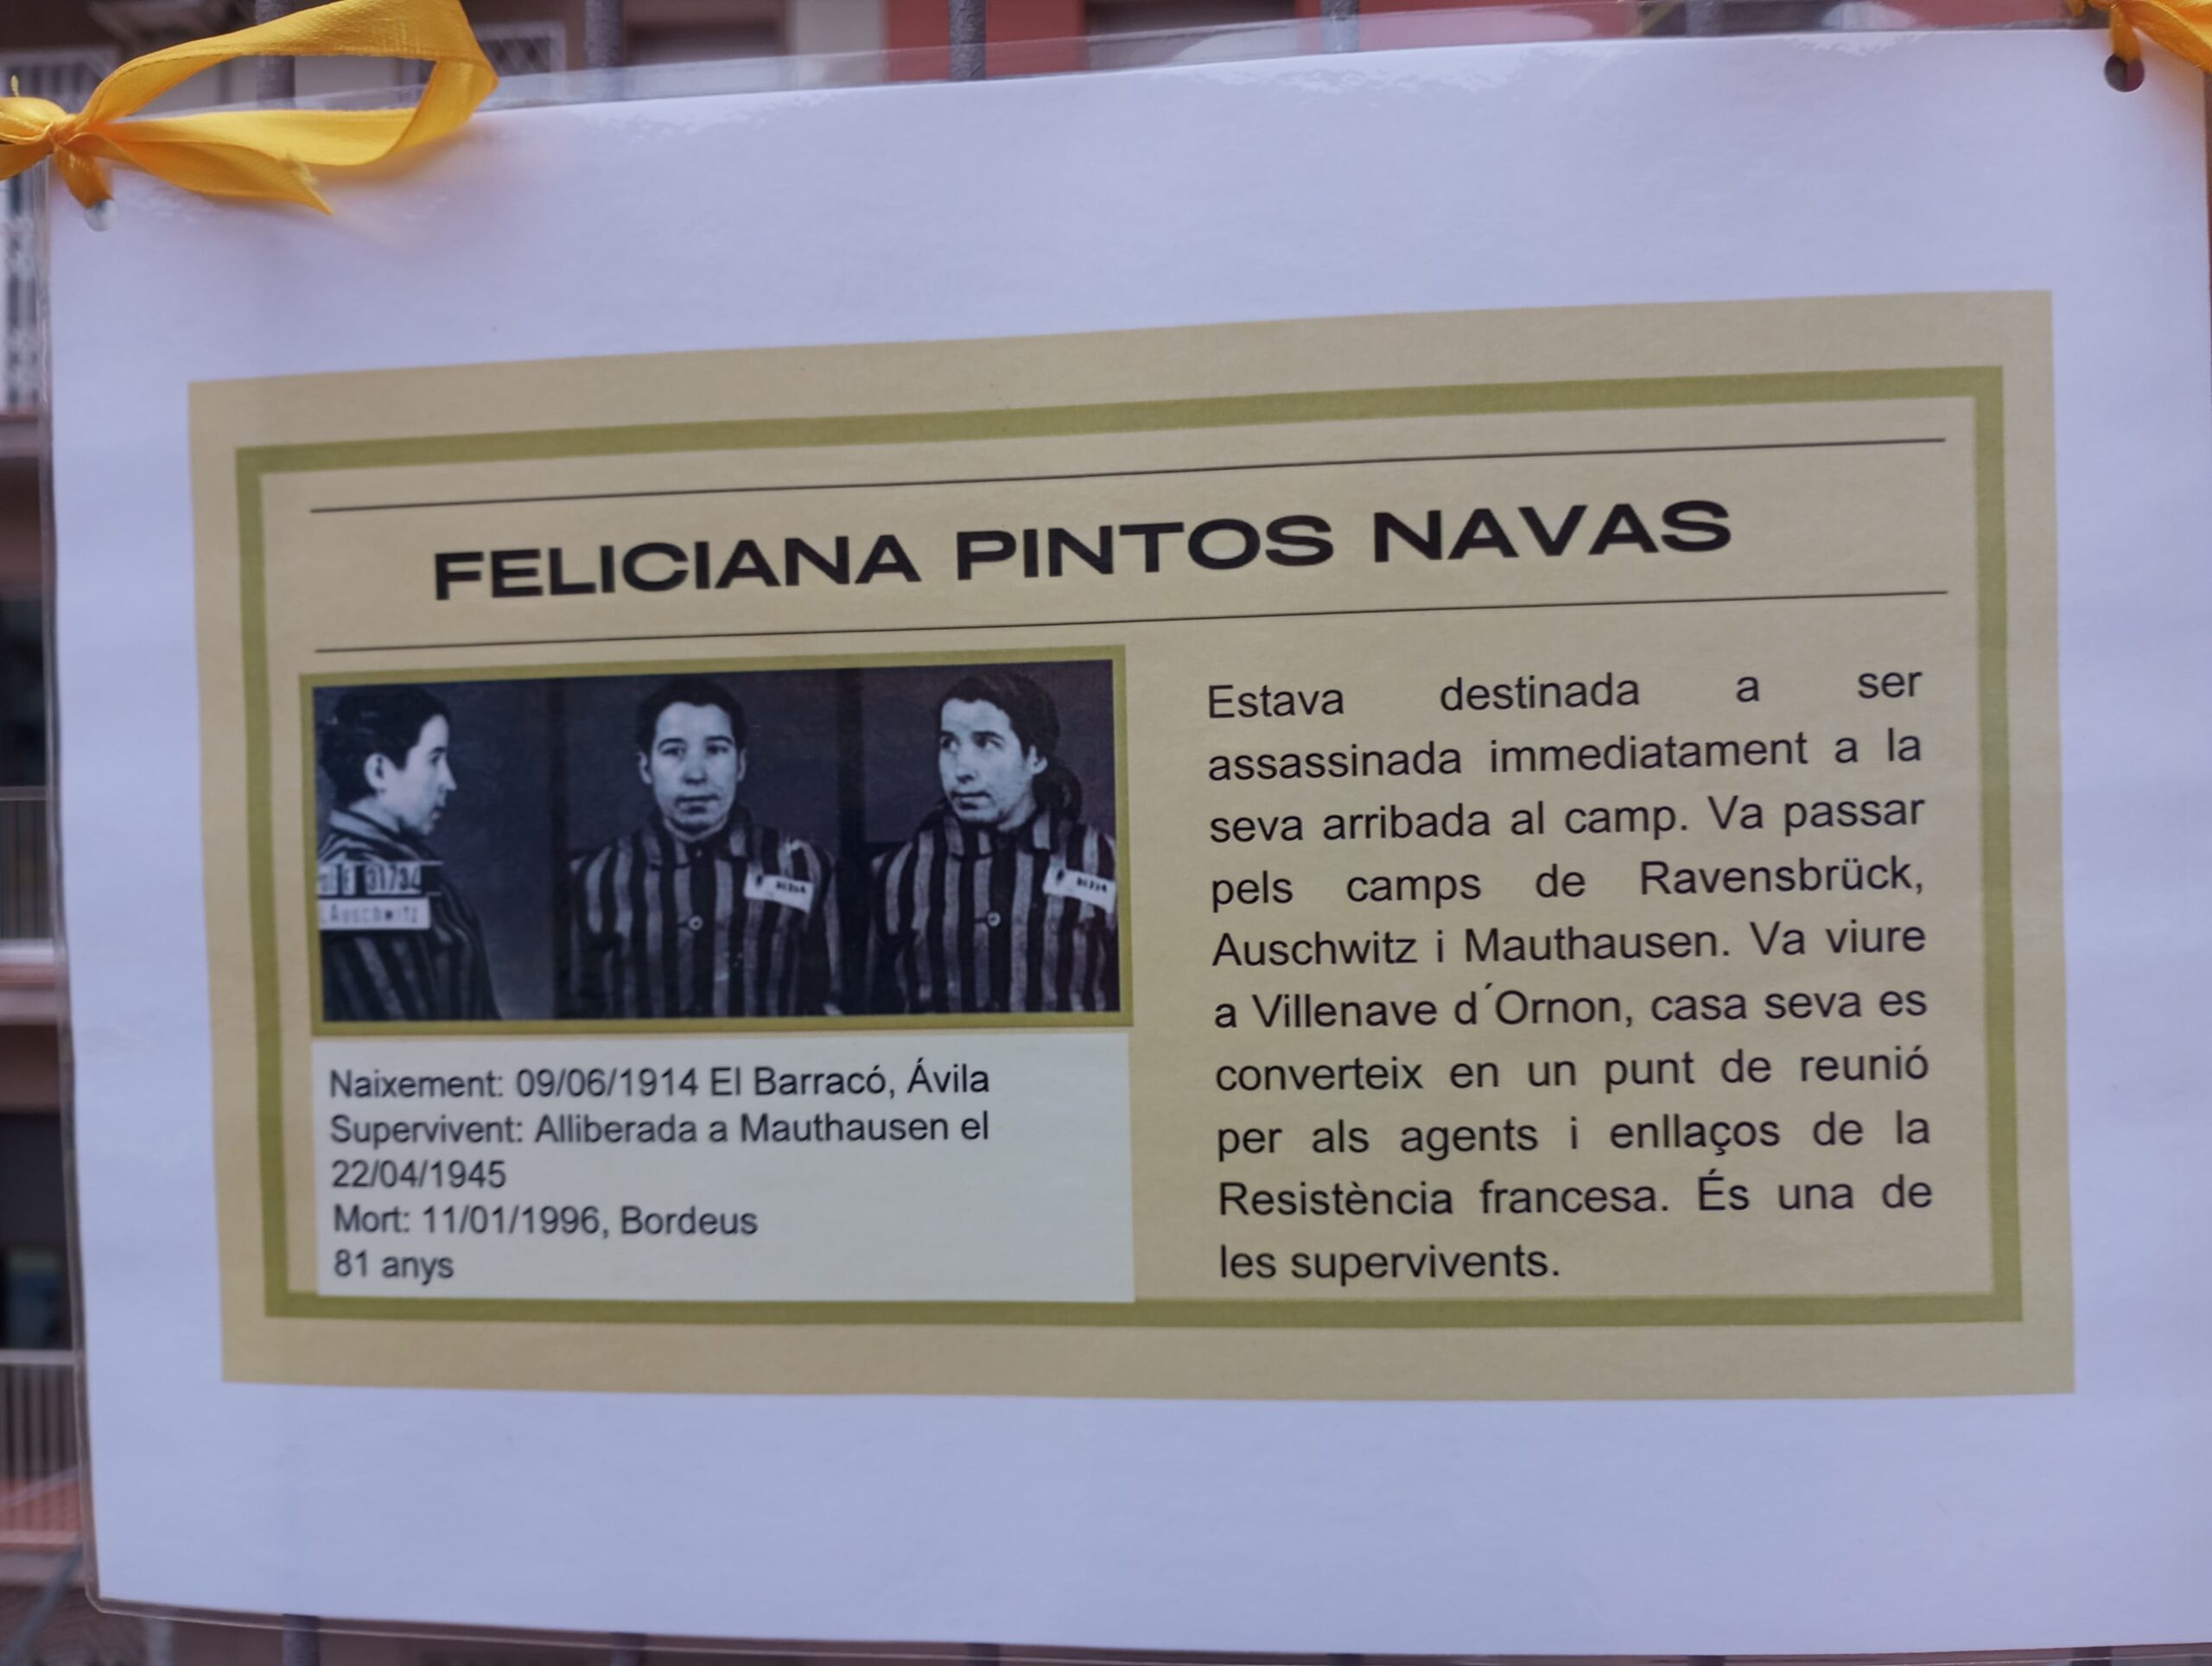 FELICIANA PINTOS NAVAS
F 31734
Auschwitz
Naixement: 09/06/1914 El Barracó, Ávila
Supervivent: Alliberada a Mauthausen el
22/04/1945
Mort: 11/01/1996, Bordeus
81 anys
Estava destinada a ser
assassinada immediatament a la
seva arribada al camp. Va passar
pels camps de Ravensbrück,
Auschwitz i Mauthausen. Va viure
a Villenave d´Ornon, casa seva es
converteix en un punt de reunió
per als agents i enllaços de la
Resistència francesa. És una de
les supervivents.